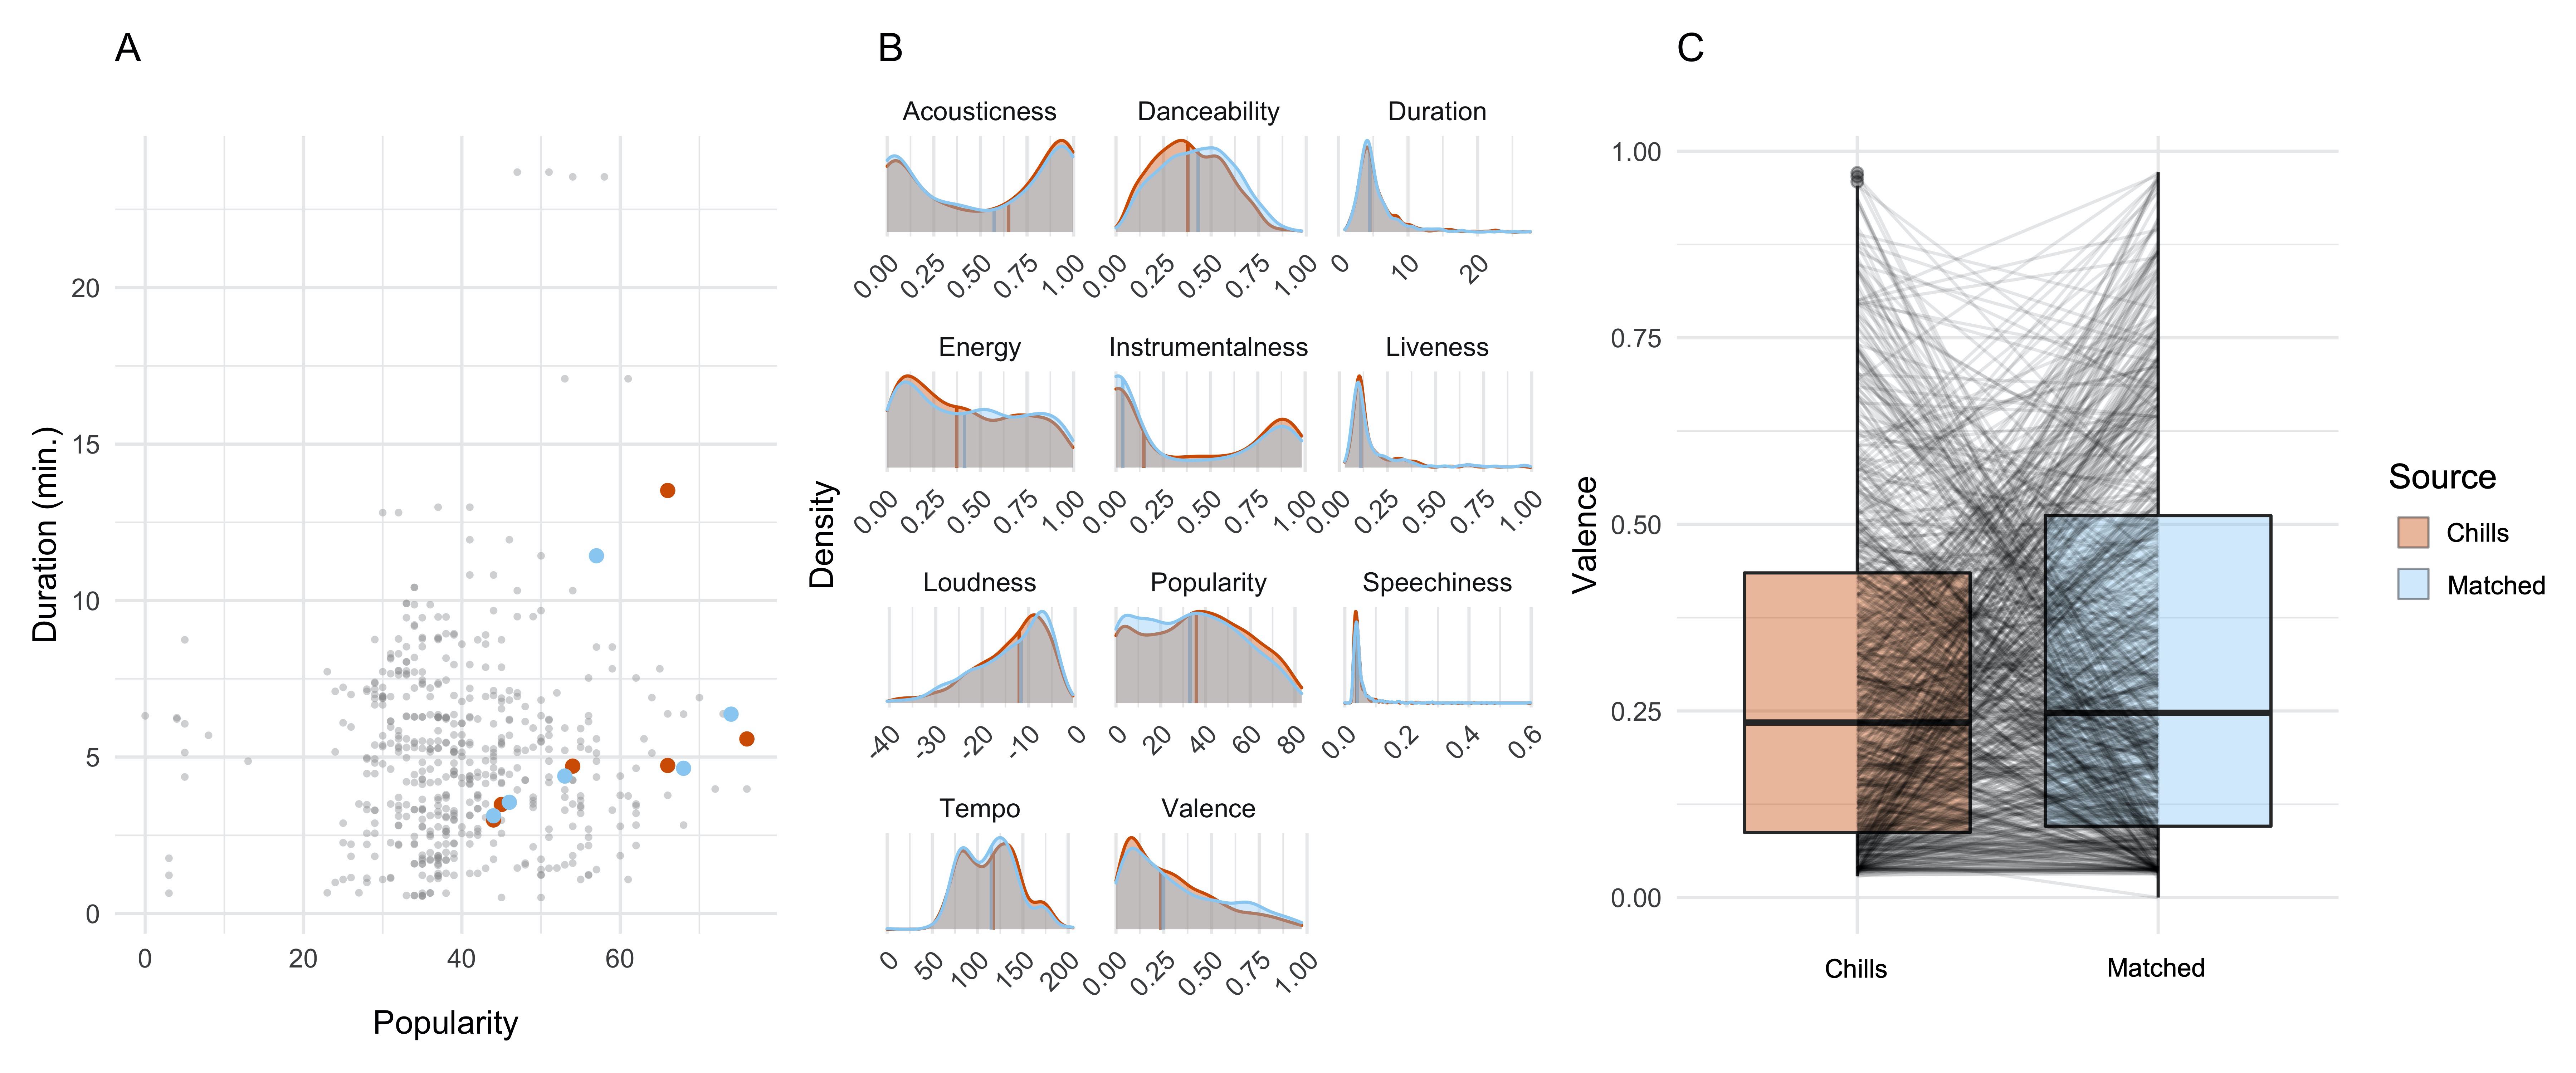 A
Duration (min.)
20
15
10
5
0
0 20 40 60
Popularity
B
Density
Acousticness Danceability Duration
0.00 0.25 0.50 0.75 1.00 0.00 0.25 0.50 0.75 1.00 0 10 20
Energy Instrumentalness Liveness
0.00 0.25 0.50 0.75 1.00 0.00 0.25 0.50 0.75 1.00 0.00 0.25 0.50 0.75 1.00
Loudness Popularity Speechiness
-40 -30 -20 -10 0 0 20 40 60 80 0.0 0.2 0.4 0.6
Tempo Valence
0 50 100 150 200 0.00 0.25 0.50 0.75 1.00
C
Valence
1.00
0.75
0.50
0.25
0.00
Chills Matched
Source
Chills
Matched